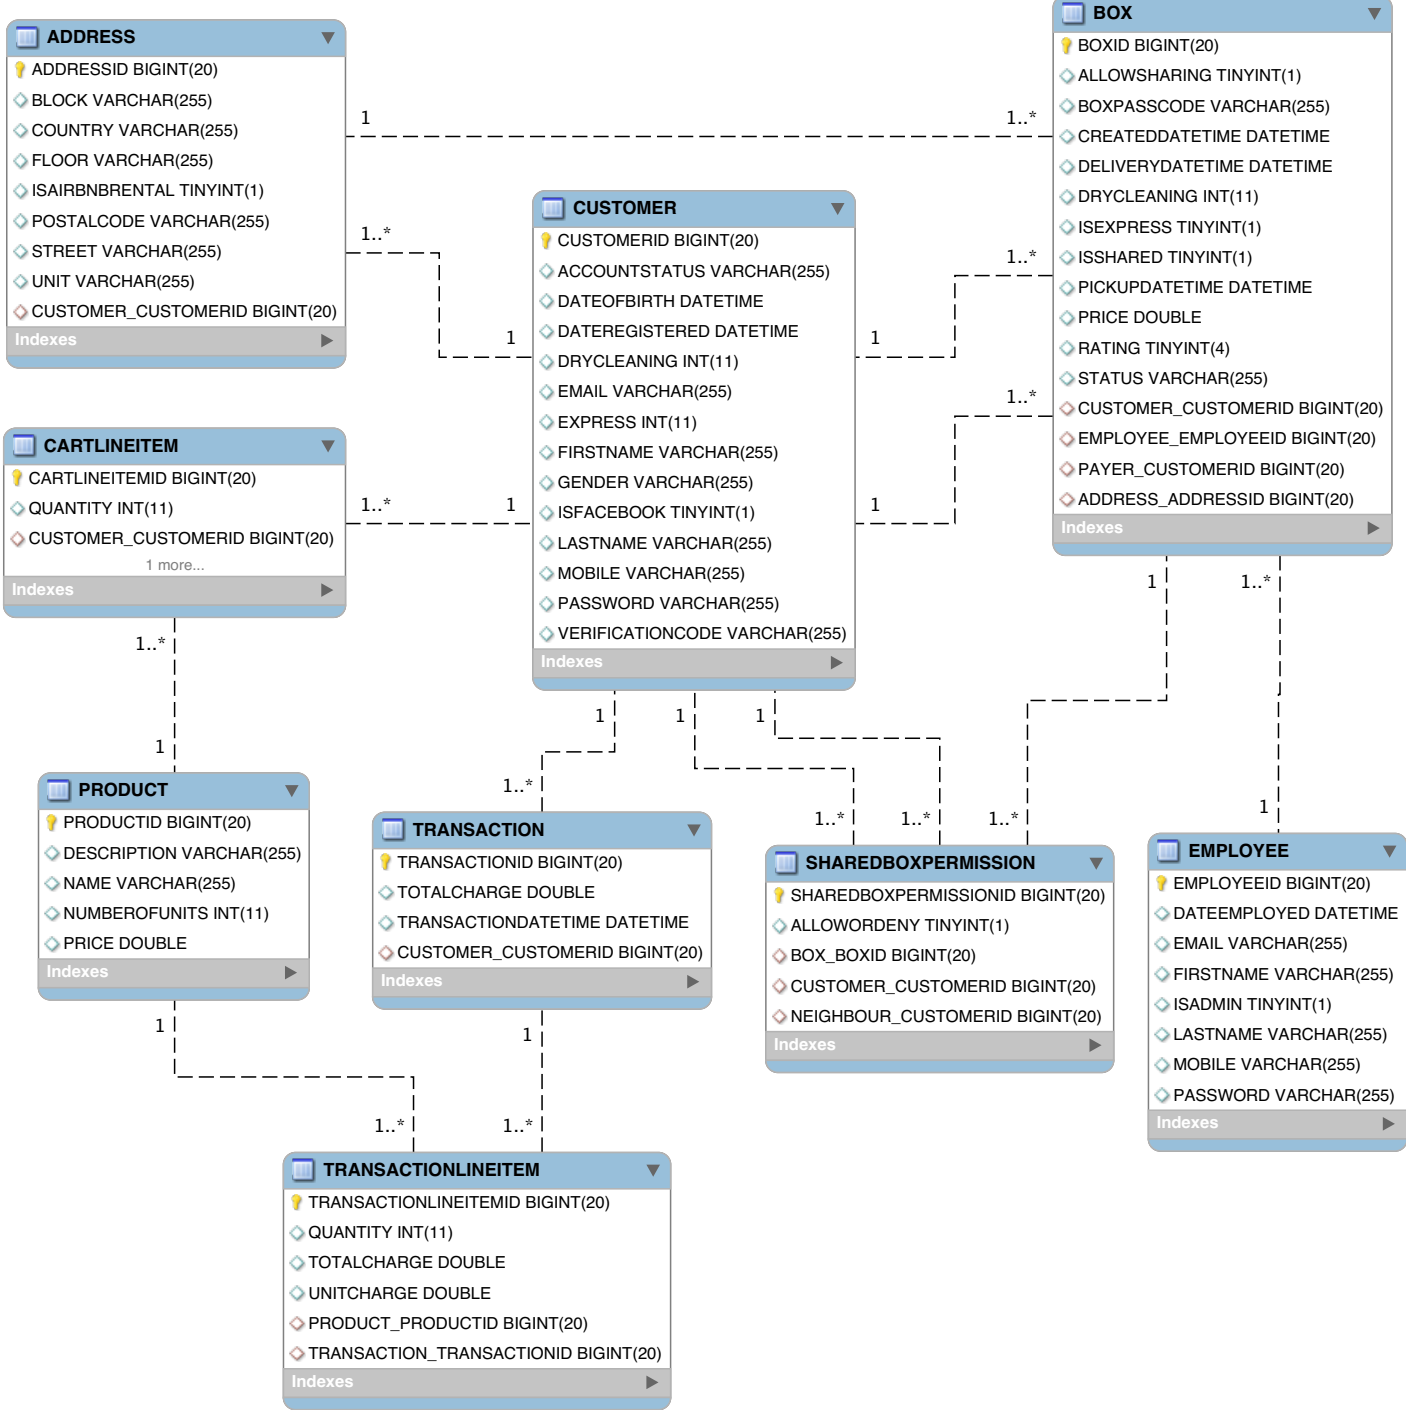 ADDRESS
ADDRESSID BIGINT(20)
BLOCK VARCHAR(255)
COUNTRY VARCHAR(255)
FLOOR VARCHAR(255)
ISAIRBNBRENTAL TINYINT(1)
POSTALCODE VARCHAR(255)
STREET VARCHAR(255)
UNIT VARCHAR(255)
CUSTOMER_CUSTOMERID BIGINT(20)
Indexes
1
1..*
1..*
1
BOX
BOXID BIGINT(20)
ALLOWSHARING TINYINT(1)
BOXPASSCODE VARCHAR(255)
CREATEDDATETIME DATETIME
DELIVERYDATETIME DATETIME
DRYCLEANING INT(11)
ISEXPRESS TINYINT(1)
ISSHARED TINYINT(1)
PICKUPDATETIME DATETIME
PRICE DOUBLE
RATING TINYINT(4)
STATUS VARCHAR(255)
CUSTOMER_CUSTOMERID BIGINT(20)
EMPLOYEE_EMPLOYEEID BIGINT(20)
PAYER_CUSTOMERID BIGINT(20)
ADDRESS_ADDRESSID BIGINT(20)
Indexes
CUSTOMER
CUSTOMERID BIGINT(20)
ACCOUNTSTATUS VARCHAR(255)
DATEOFBIRTH DATETIME
DATEREGISTERED DATETIME
DRYCLEANING INT(11)
EMAIL VARCHAR(255)
EXPRESS INT(11)
FIRSTNAME VARCHAR(255)
GENDER VARCHAR(255)
ISFACEBOOK TINYINT(1)
LASTNAME VARCHAR(255)
MOBILE VARCHAR(255)
PASSWORD VARCHAR(255)
VERIFICATIONCODE VARCHAR(255)
Indexes
1..*
1
1..*
1
CARTLINEITEM
CARTLINEITEMID BIGINT(20)
QUANTITY INT(11)
CUSTOMER_CUSTOMERID BIGINT(20)
1 more...
Indexes
1..*
1
1..*
1
1
1..*
1
1
1
1..*
1..*
1..*
1..*
1
1
PRODUCT
PRODUCTID BIGINT(20)
DESCRIPTION VARCHAR(255)
NAME VARCHAR(255)
NUMBEROFUNITS INT(11)
PRICE DOUBLE
Indexes
TRANSACTION
TRANSACTIONID BIGINT(20)
TOTALCHARGE DOUBLE
TRANSACTIONDATETIME DATETIME
CUSTOMER_CUSTOMERID BIGINT(20)
Indexes
SHAREDBOXPERMISSION
SHAREDBOXPERMISSIONID BIGINT(20)
ALLOWORDENY TINYINT(1)
BOX_BOXID BIGINT(20)
CUSTOMER_CUSTOMERID BIGINT(20)
NEIGHBOUR_CUSTOMERID BIGINT(20)
Indexes
EMPLOYEE
EMPLOYEEID BIGINT(20)
DATEEMPLOYED DATETIME
EMAIL VARCHAR(255)
FIRSTNAME VARCHAR(255)
ISADMIN TINYINT(1)
LASTNAME VARCHAR(255)
MOBILE VARCHAR(255)
PASSWORD VARCHAR(255)
Indexes
1
1..*
1..*
TRANSACTIONLINEITEM
TRANSACTIONLINEITEMID BIGINT(20)
QUANTITY INT(11)
TOTALCHARGE DOUBLE
UNITCHARGE DOUBLE
PRODUCT_PRODUCTID BIGINT(20)
TRANSACTION_TRANSACTIONID BIGINT(20)
Indexes